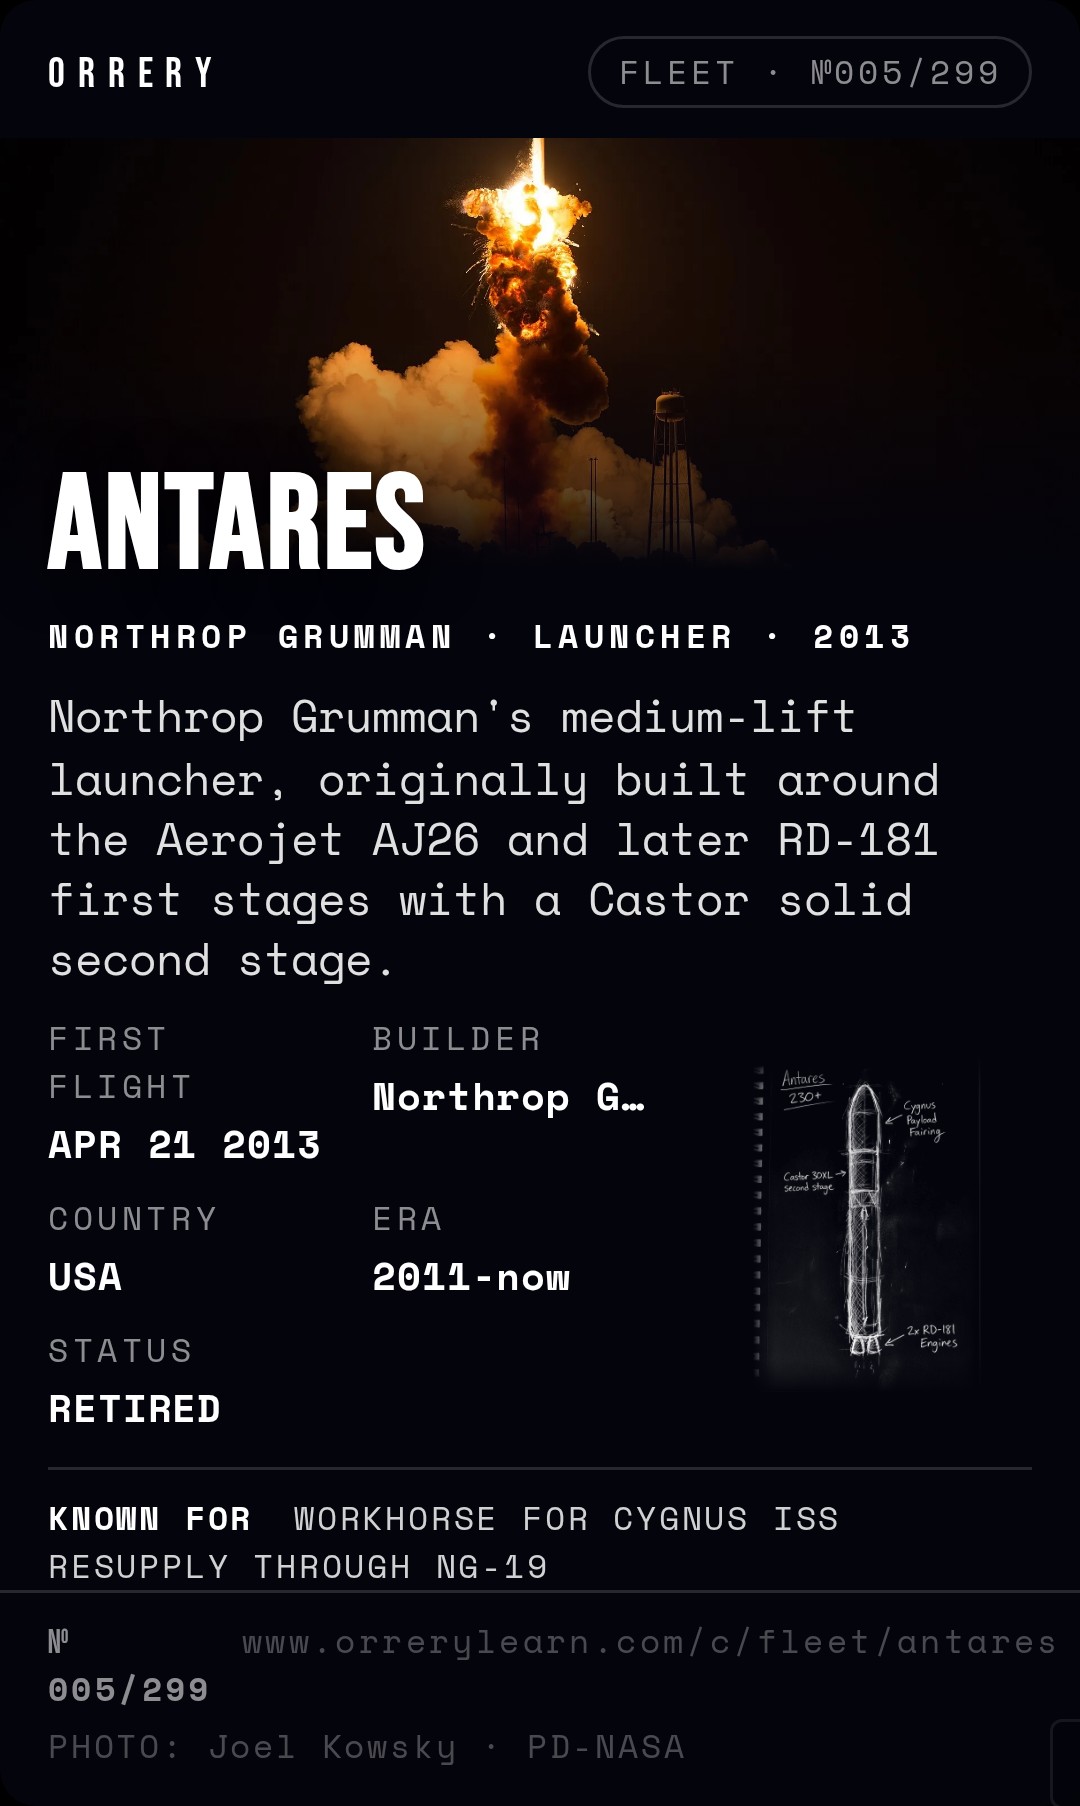 ORRERY
FLEET · №005/299
ANTARES
NORTHROP GRUMMAN · LAUNCHER · 2013
Northrop Grumman's medium-lift
launcher, originally built around
the Aerojet AJ26 and later RD-181
first stages with a Castor solid
second stage.
FIRST
FLIGHT
APR 21 2013
BUILDER
Northrop G…
COUNTRY
USA
ERA
2011-now
STATUS
RETIRED
Antares
230+
Cygnus
Payload
Fairing
Castor 30XL
second stage
2x RD-181
Engines
KNOWN FOR WORKHORSE FOR CYGNUS ISS
RESUPPLY THROUGH NG-19
№
005/299
www.orrerylearn.com/c/fleet/antares
PHOTO: Joel Kowsky · PD-NASA